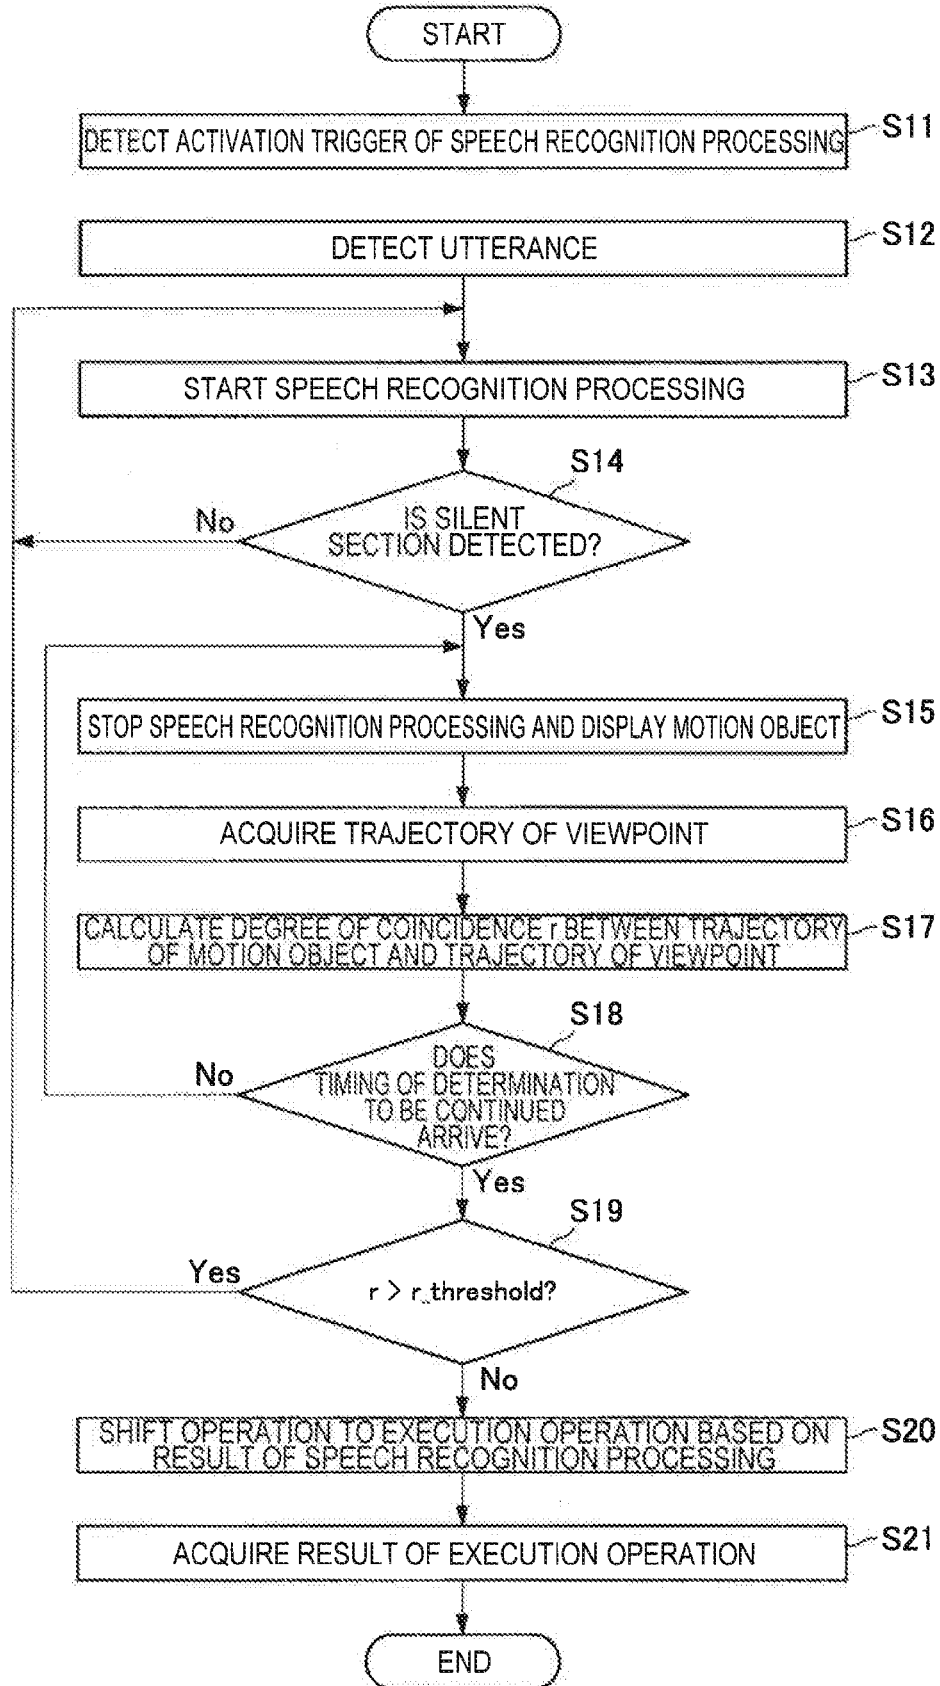 START
DETECT ACTIVATION TRIGGER OF SPEECH RECOGNITION PROCESSING
S11
DETECT UTTERANCE
S12
START SPEECH RECOGNITION PROCESSING
S13
S14
No
IS SILENT
SECTION DETECTED?
Yes
STOP SPEECH RECOGNITION PROCESSING AND DISPLAY MOTION OBJECT
S15
ACQUIRE TRAJECTORY OF VIEWPOINT
S16
CALCULATE DEGREE OF COINCIDENCE r BETWEEN TRAJECTORY
OF MOTION OBJECT AND TRAJECTORY OF VIEWPOINT
S17
S18
No
DOES
TIMING OF DETERMINATION
TO BE CONTINUED
ARRIVE?
Yes
S19
Yes
r > r_threshold?
No
SHIFT OPERATION TO EXECUTION OPERATION BASED ON
RESULT OF SPEECH RECOGNITION PROCESSING
S20
ACQUIRE RESULT OF EXECUTION OPERATION
S21
END